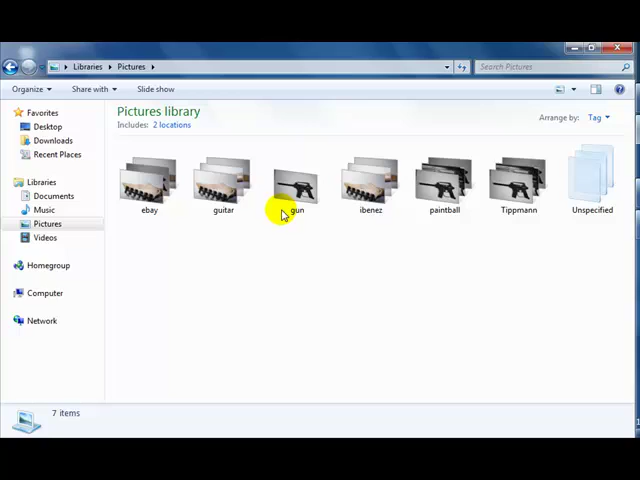 Libraries Pictures
Search Pictures
Organize Share with Slide show
Favorites
Desktop
Downloads
Recent Places
Libraries
Documents
Music
Pictures
Videos
Homegroup
Computer
Network
Pictures library
Includes: 2 locations
Arrange by: Tag
ebay guitar gun ibenez paintball Tippmann Unspecified
7 items